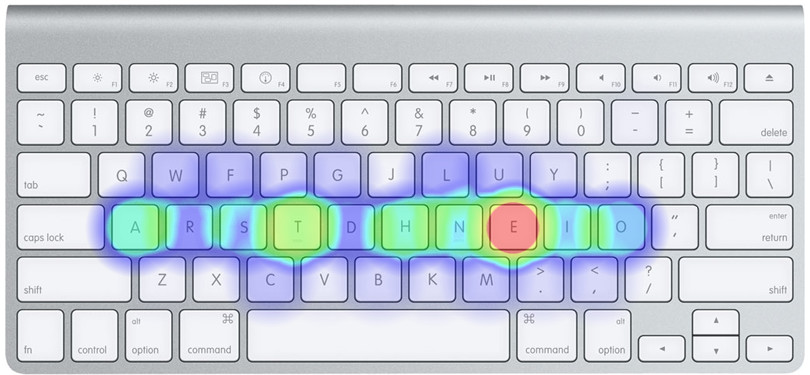 esc F1 F2 F3 F4 F5 F6 F7 F8 F9 F10 F11 F12
~ ! @ # $ % ^ & * ( ) – +
` 1 2 3 4 5 6 7 8 9 0 - = delete
tab Q W F P G J L U Y : ; { [ } ] | \
caps lock A R S T D H N E I O " ' enter return
shift Z X C V B K M > . < , ? / shift
fn control alt option ⌘ command ⌘ command alt option ◄ ▲ ▼ ►